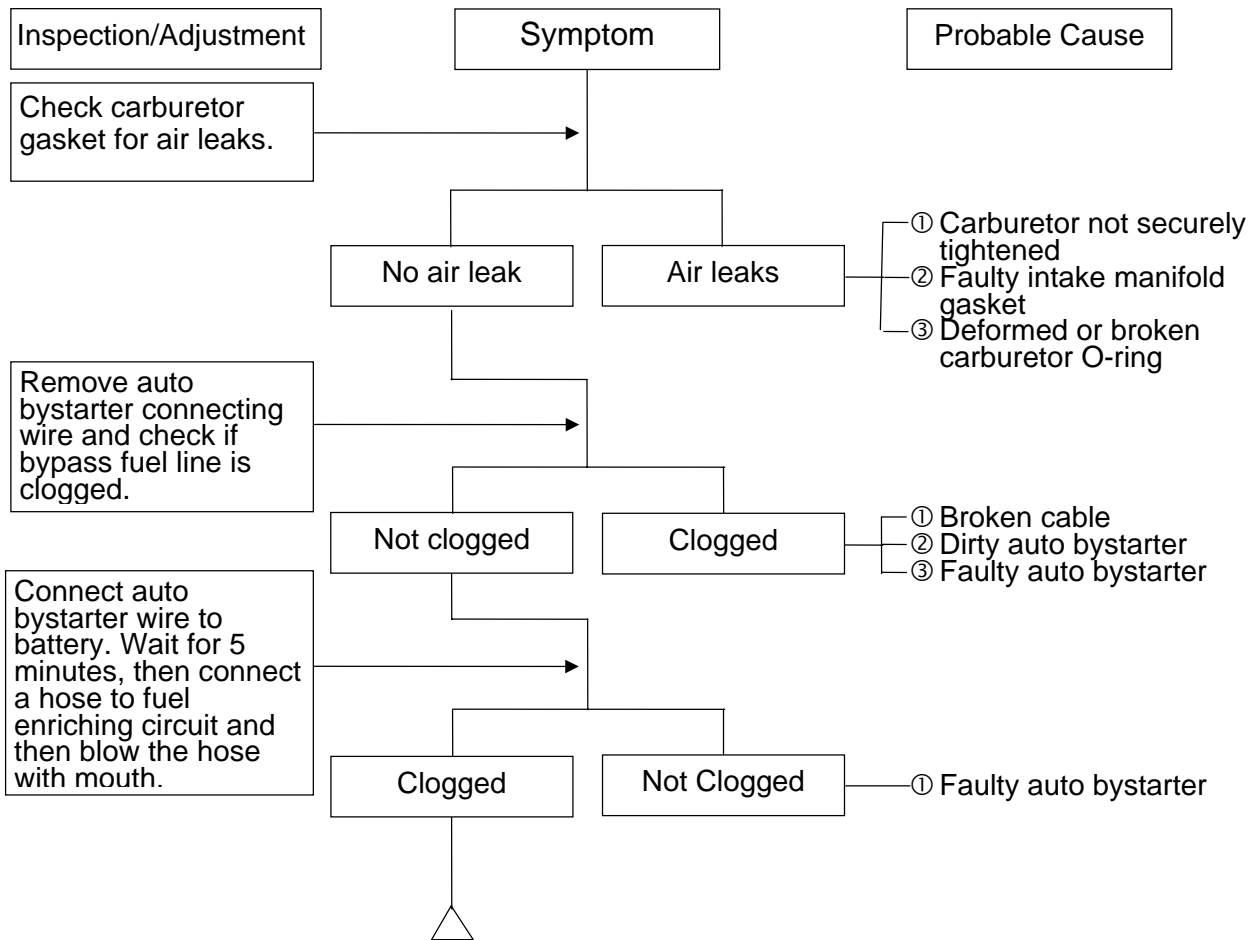 Inspection/Adjustment
Symptom
Probable Cause
Check carburetor
gasket for air leaks.
No air leak
Air leaks
① Carburetor not securely
tightened
② Faulty intake manifold
gasket
③ Deformed or broken
carburetor O-ring
Remove auto
bystarter connecting
wire and check if
bypass fuel line is
clogged.
Not clogged
Clogged
① Broken cable
② Dirty auto bystarter
③ Faulty auto bystarter
Connect auto
bystarter wire to
battery. Wait for 5
minutes, then connect
a hose to fuel
enriching circuit and
then blow the hose
with mouth.
Clogged
Not Clogged
① Faulty auto bystarter